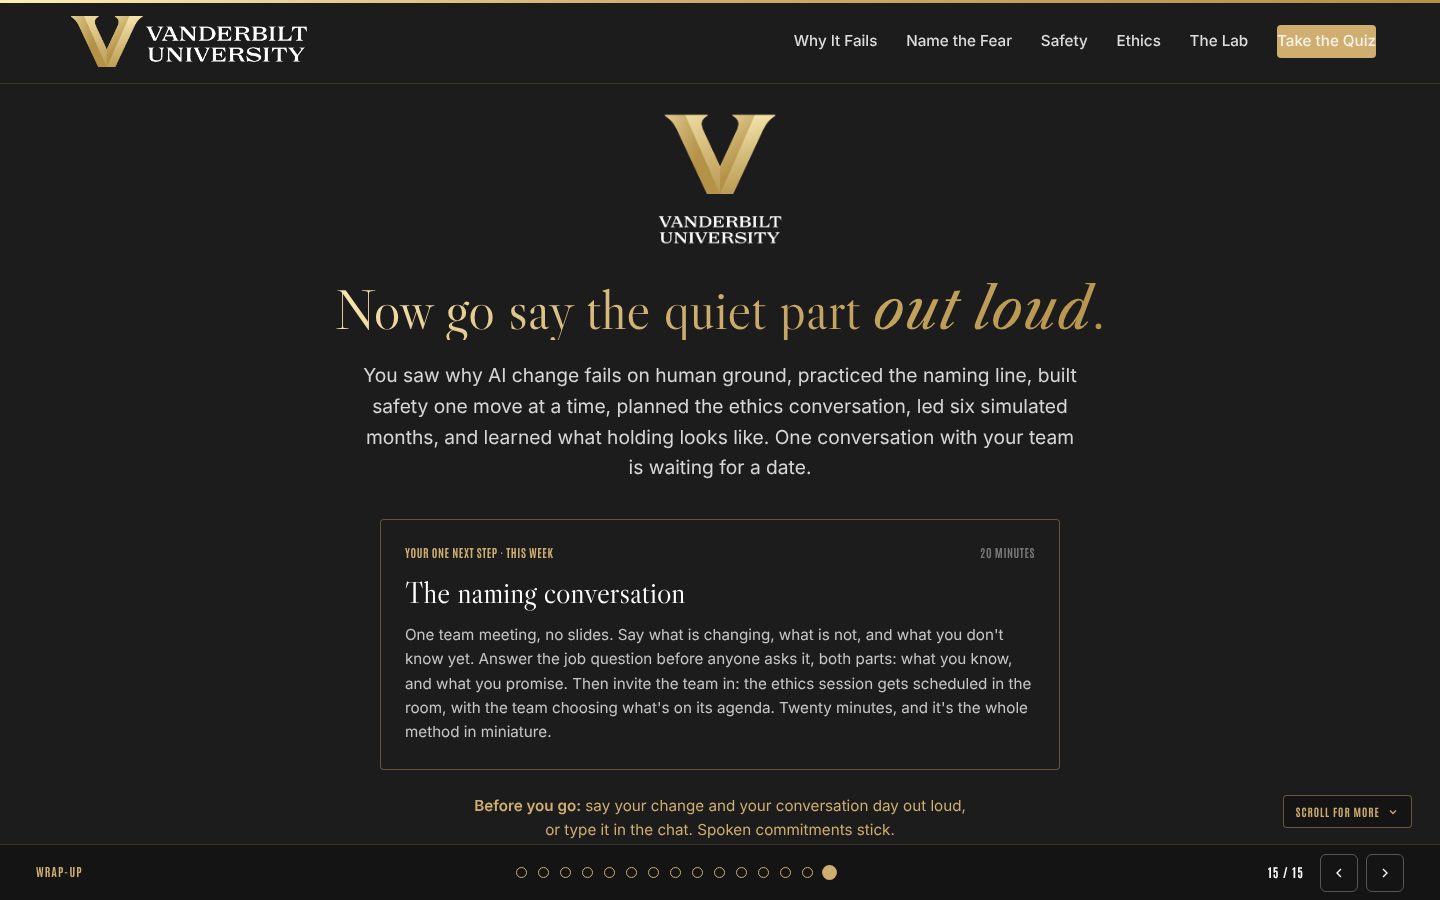 VANDERBILT
UNIVERSITY
Why It Fails
Name the Fear
Safety
Ethics
The Lab
Take the Quiz
VANDERBILT
UNIVERSITY
Now go say the quiet part out loud.
You saw why AI change fails on human ground, practiced the naming line, built
safety one move at a time, planned the ethics conversation, led six simulated
months, and learned what holding looks like. One conversation with your team
is waiting for a date.
YOUR ONE NEXT STEP · THIS WEEK
20 MINUTES
The naming conversation
One team meeting, no slides. Say what is changing, what is not, and what you don't
know yet. Answer the job question before anyone asks it, both parts: what you know,
and what you promise. Then invite the team in: the ethics session gets scheduled in the
room, with the team choosing what's on its agenda. Twenty minutes, and it's the whole
method in miniature.
Before you go: say your change and your conversation day out loud,
or type it in the chat. Spoken commitments stick.
SCROLL FOR MORE
WRAP-UP
15 / 15